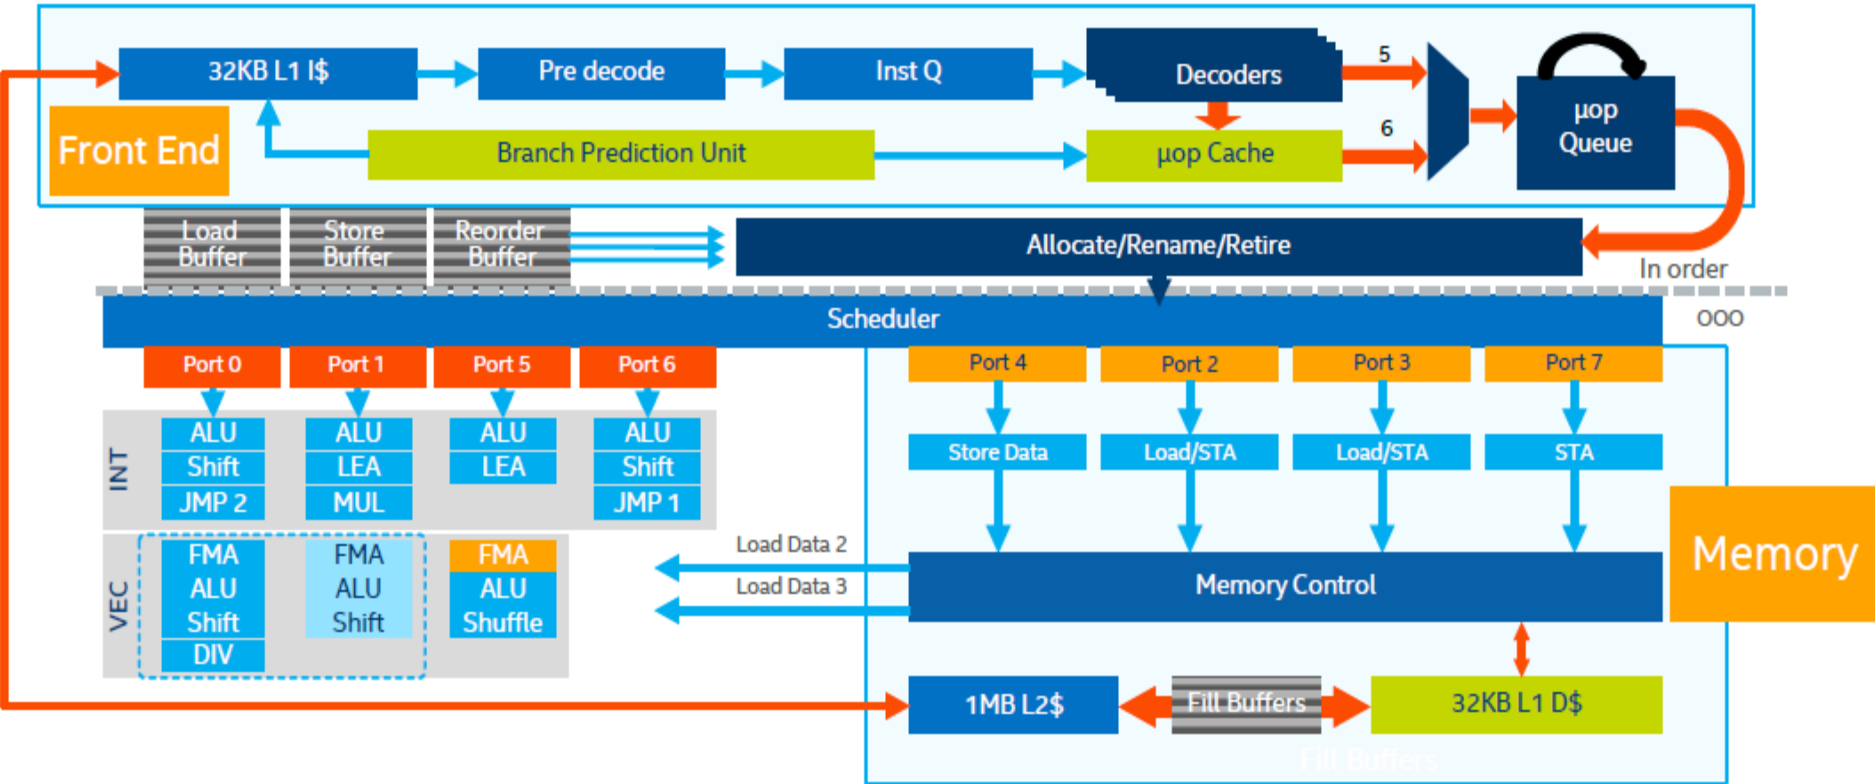 32KB L1 I$
Pre decode
Inst Q
Decoders
5
µop
Queue
Front End
Branch Prediction Unit
µop Cache
6
Load
Buffer
Store
Buffer
Reorder
Buffer
Allocate/Rename/Retire
In order
OOO
Scheduler
Port 0
Port 1
Port 5
Port 6
Port 4
Port 2
Port 3
Port 7
INT
ALU
Shift
JMP 2
ALU
LEA
MUL
ALU
LEA
ALU
Shift
JMP 1
Store Data
Load/STA
Load/STA
STA
VEC
FMA
ALU
Shift
DIV
FMA
ALU
Shift
FMA
ALU
Shuffle
Load Data 2
Load Data 3
Memory Control
Memory
1MB L2$
Fill Buffers
32KB L1 D$
Fill Buffers